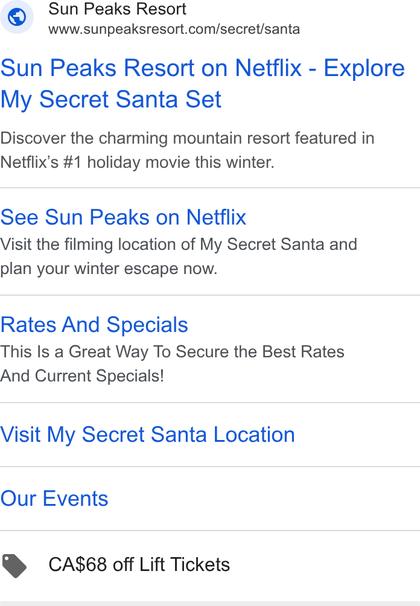 Sun Peaks Resort
www.sunpeaksresort.com/secret/santa
Sun Peaks Resort on Netflix - Explore
My Secret Santa Set
Discover the charming mountain resort featured in
Netflix’s #1 holiday movie this winter.
See Sun Peaks on Netflix
Visit the filming location of My Secret Santa and
plan your winter escape now.
Rates And Specials
This Is a Great Way To Secure the Best Rates
And Current Specials!
Visit My Secret Santa Location
Our Events
CA$68 off Lift Tickets